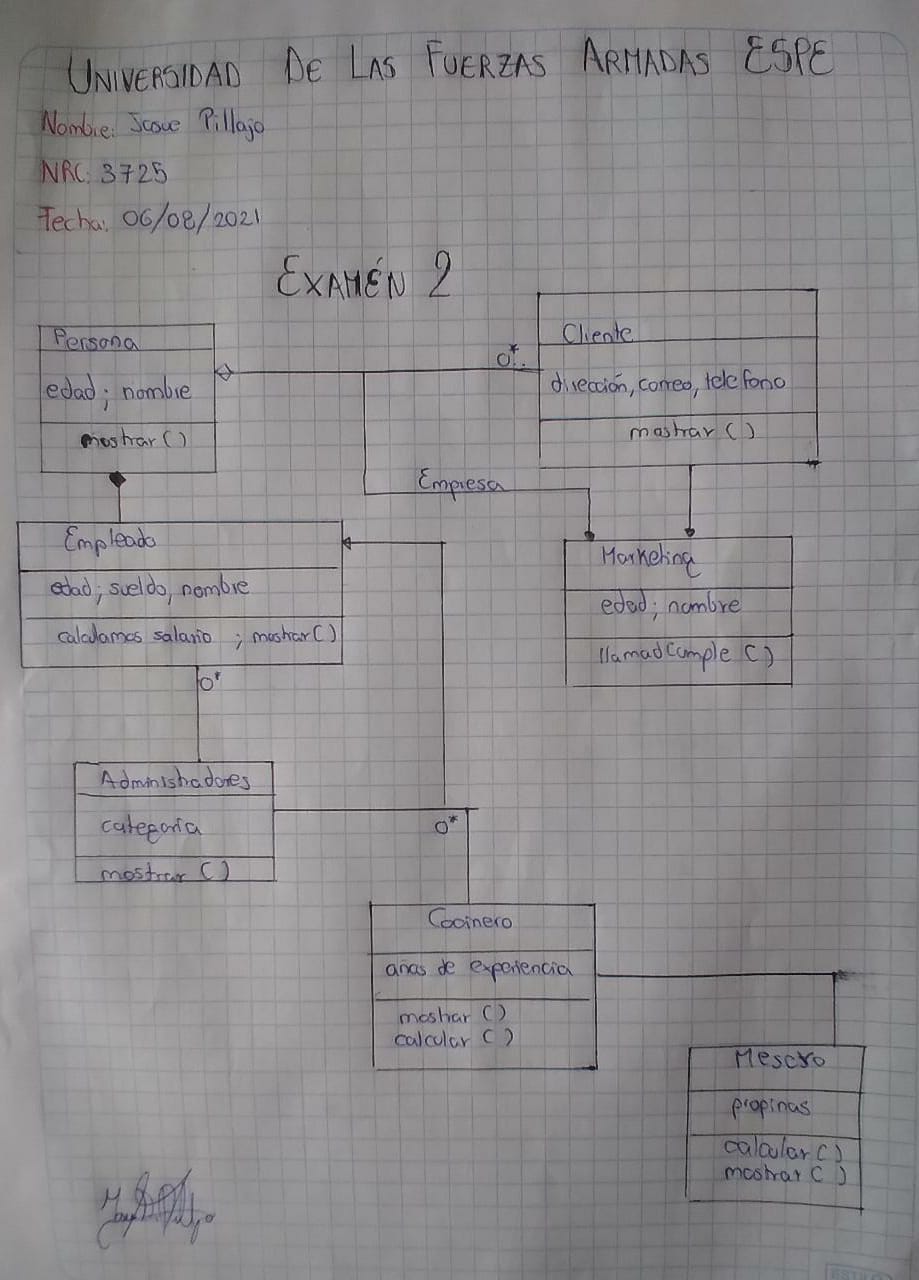 UNIVERSIDAD DE LAS FUERZAS ARMADAS ESPE
Nombre: Josue Pillajo
NRC: 3725
Fecha: 06/08/2021
EXAMÉN 2
Persona
edad; nombre
mostrar ()
Cliente
0*..
dirección, correo, telefono
mostrar ()
Empresa
Empleado
edad; sueldo, nombre
calculamos salario ; mostrar ()
0*
Marketing
edad; nombre
llamadCumple ()
Administradores
categoria
mostrar ()
0*
Cocinero
años de experiencia
mostrar ()
calcular ()
Mesero
propinas
calcular ()
mostrar ()